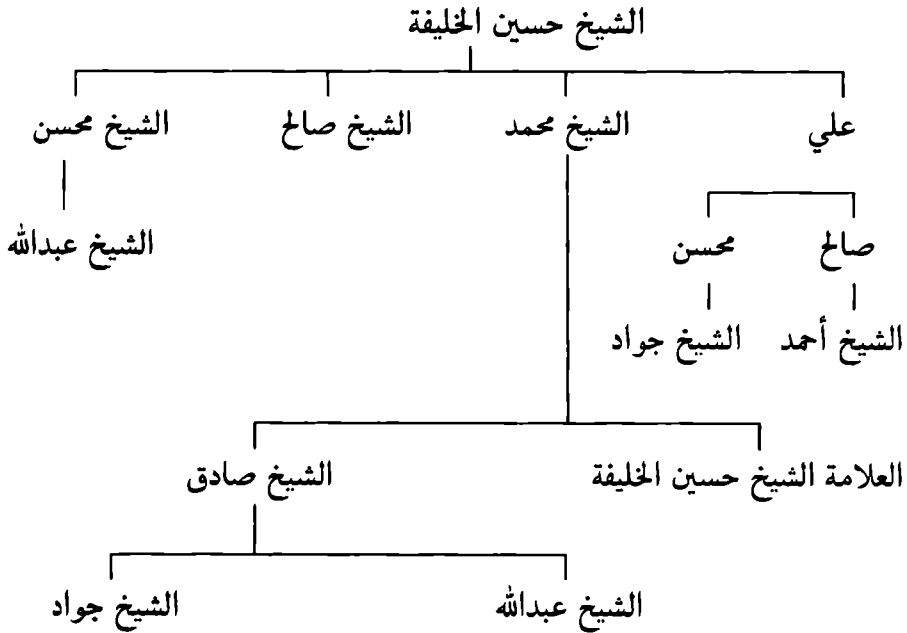 الشيخ حسين الخليفة
علي الشيخ محمد الشيخ صالح الشيخ محسن
صالح محسن الشيخ عبدالله
الشيخ أحمد الشيخ جواد
العلامة الشيخ حسين الخليفة الشيخ صادق
الشيخ عبدالله الشيخ جواد